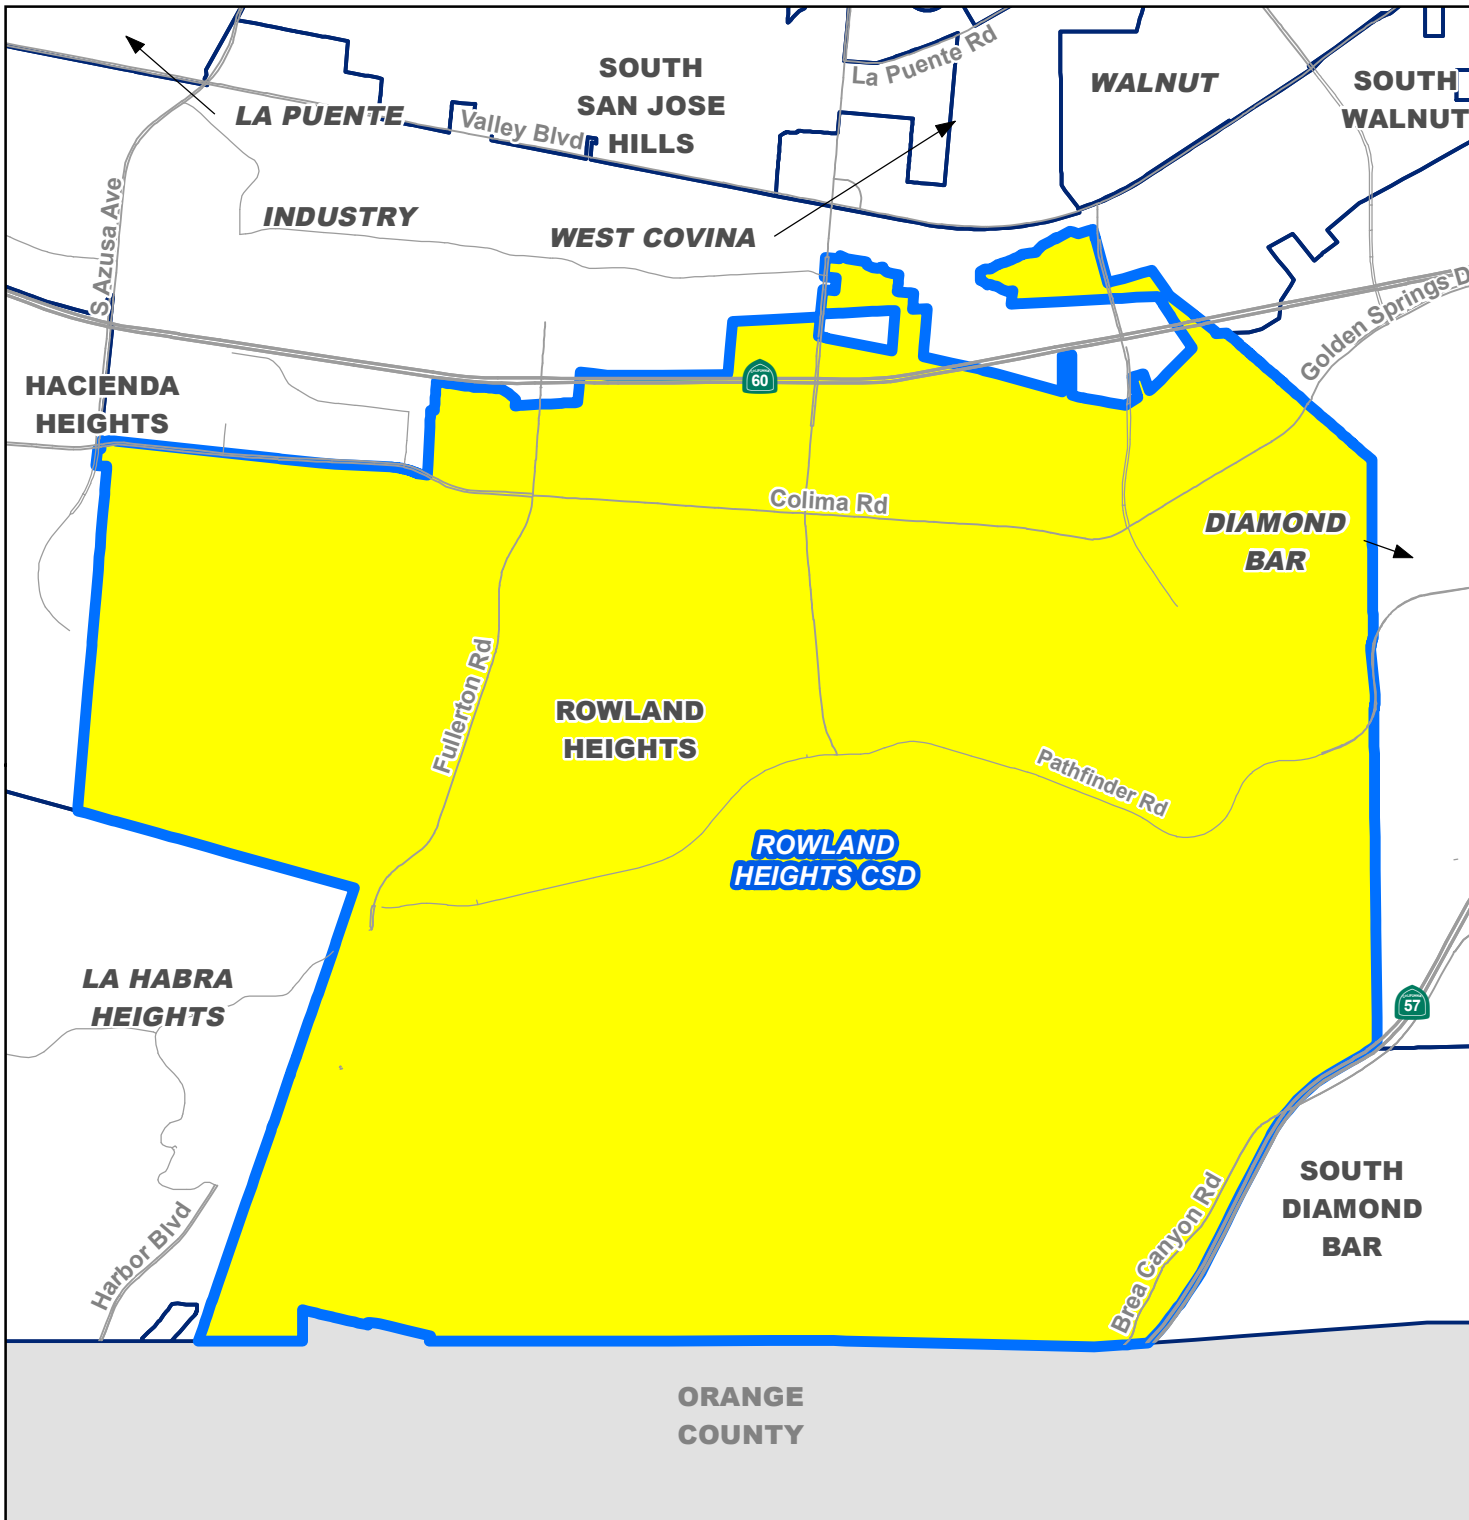 La Puente Rd
SOUTH
SAN JOSE
HILLS
WALNUT
SOUTH
WALNUT
LA PUENTE
Valley Blvd
S Azusa Ave
INDUSTRY
WEST COVINA
Golden Springs D
HACIENDA
HEIGHTS
CALIFORNIA
60
Colima Rd
DIAMOND
BAR
Fullerton Rd
ROWLAND
HEIGHTS
Pathfinder Rd
ROWLAND
HEIGHTS CSD
LA HABRA
HEIGHTS
CALIFORNIA
57
SOUTH
DIAMOND
BAR
Brea Canyon Rd
Harbor Blvd
ORANGE
COUNTY